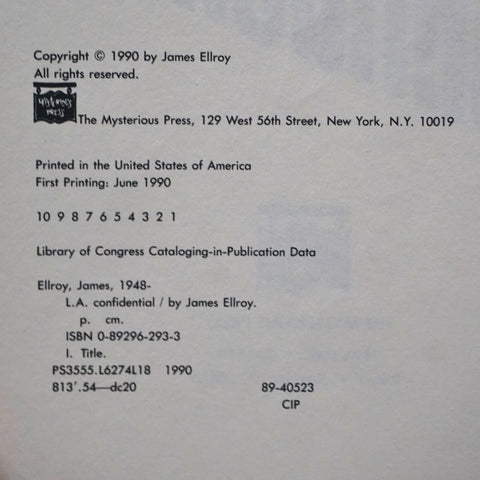 Copyright © 1990 by James Ellroy
All rights reserved.
MYSTERIOUS
PRESS
The Mysterious Press, 129 West 56th Street, New York, N.Y. 10019
Printed in the United States of America
First Printing: June 1990
10 9 8 7 6 5 4 3 2 1
Library of Congress Cataloging-in-Publication Data
Ellroy, James, 1948-
L.A. confidential / by James Ellroy.
p. cm.
ISBN 0-89296-293-3
I. Title.
PS3555.L6274L18 1990
813'.54—dc20 89-40523
CIP